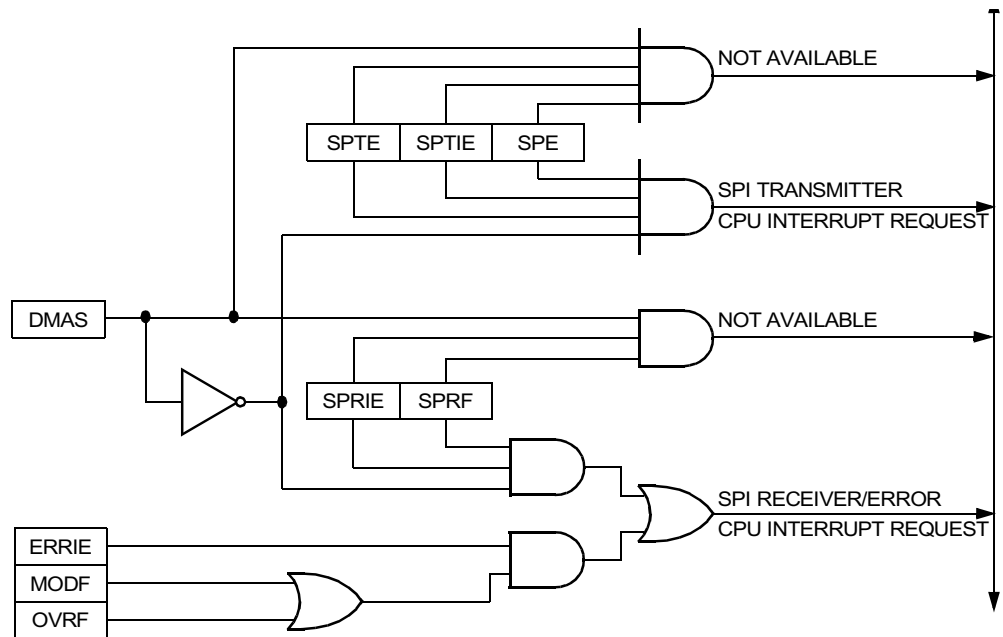 NOT AVAILABLE
SPTE SPTIE SPE
SPI TRANSMITTER
CPU INTERRUPT REQUEST
DMAS
NOT AVAILABLE
SPRIE SPRF
SPI RECEIVER/ERROR
CPU INTERRUPT REQUEST
ERRIE
MODF
OVRF